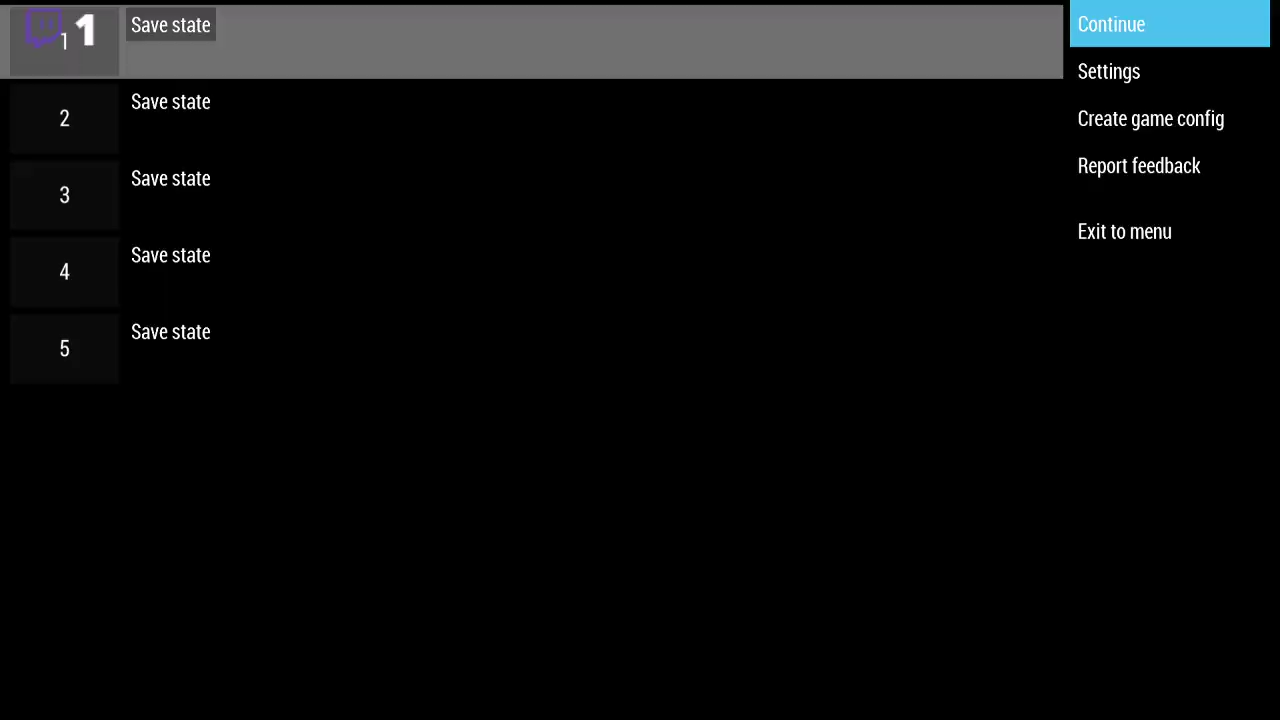 1 1
Save state
2
Save state
3
Save state
4
Save state
5
Save state
Continue
Settings
Create game config
Report feedback
Exit to menu